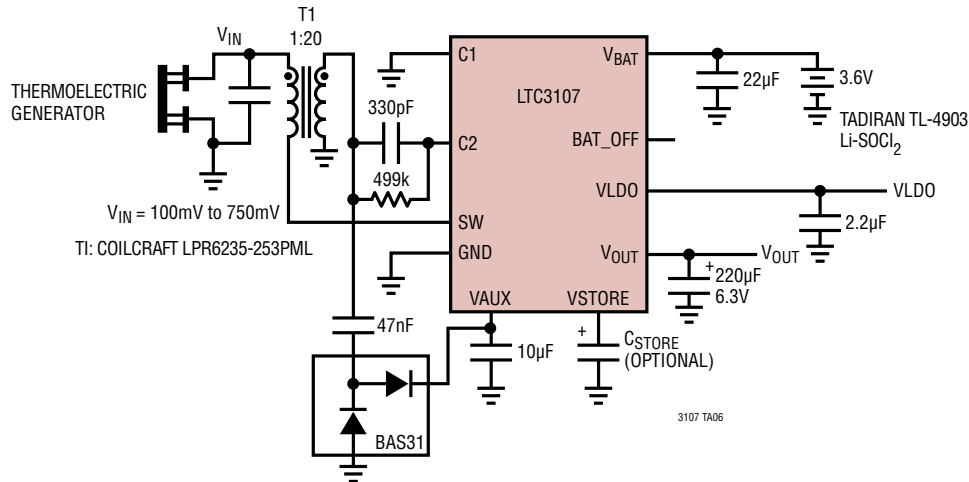 T1
1:20
VIN
THERMOELECTRIC
GENERATOR
330pF
499k
VIN = 100mV to 750mV
TI: COILCRAFT LPR6235-253PML
C1
C2
SW
GND
LTC3107
VBAT
BAT_OFF
VLDO
VOUT
VAUX
VSTORE
22µF
3.6V
TADIRAN TL-4903
Li-SOCl2
VLDO
2.2µF
VOUT
+
220µF
6.3V
47nF
10µF
+
CSTORE
(OPTIONAL)
BAS31
3107 TA06